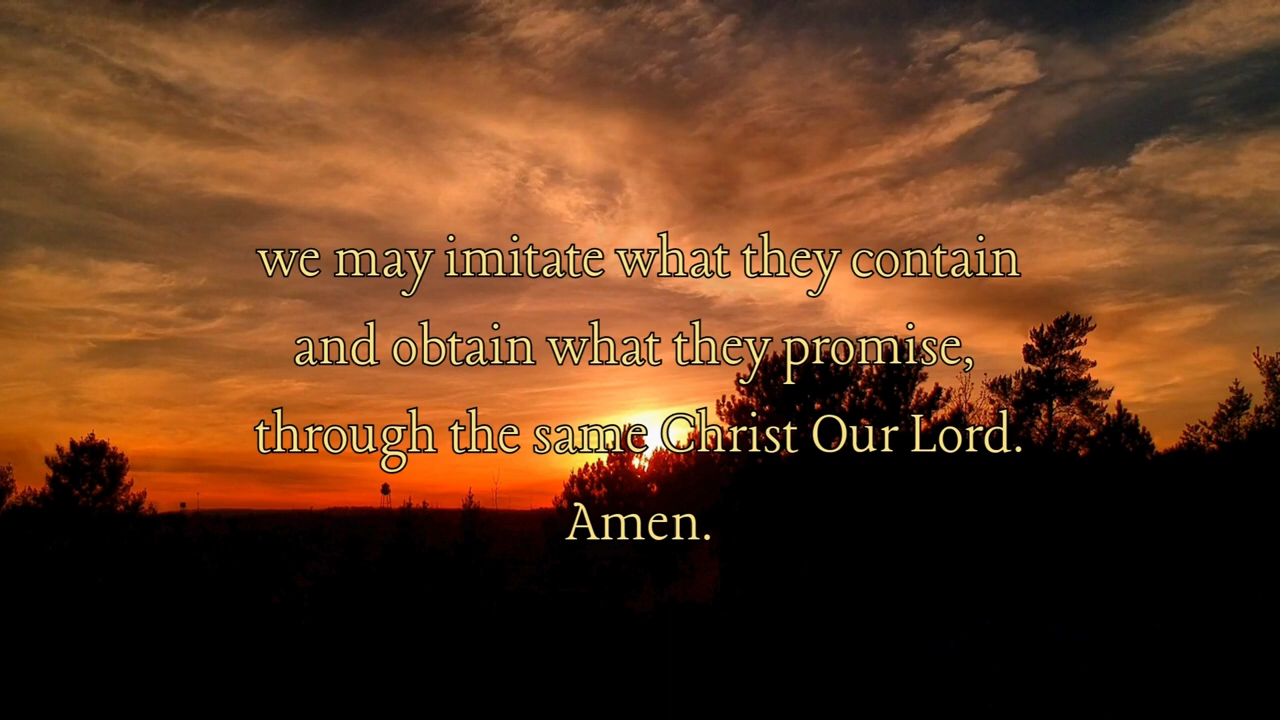 we may imitate what they contain
and obtain what they promise,
through the same Christ Our Lord.
Amen.